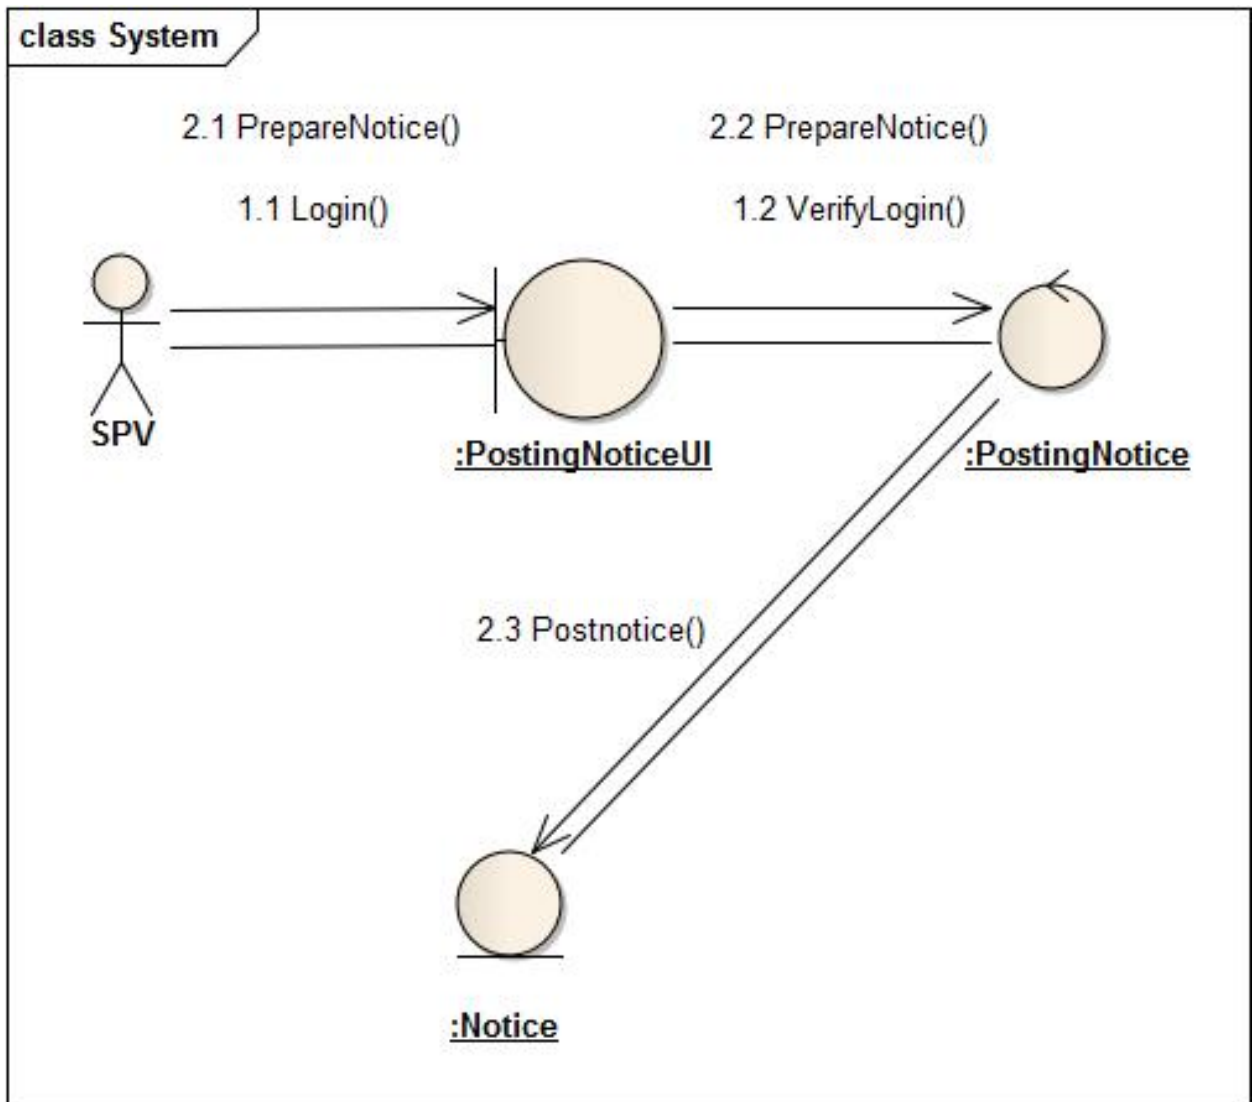 class System
2.1 PrepareNotice()
2.2 PrepareNotice()
1.1 Login()
1.2 VerifyLogin()
SPV
:PostingNoticeUI
:PostingNotice
2.3 Postnotice()
:Notice